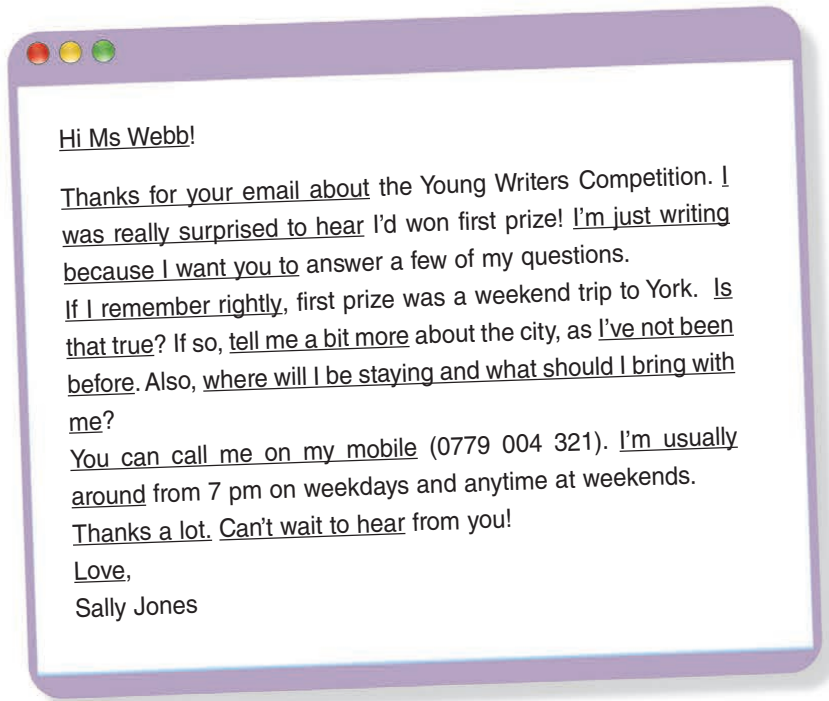 Hi Ms Webb!
Thanks for your email about the Young Writers Competition. I
was really surprised to hear I'd won first prize! I'm just writing
because I want you to answer a few of my questions.
If I remember rightly, first prize was a weekend trip to York. Is
that true? If so, tell me a bit more about the city, as I've not been
before. Also, where will I be staying and what should I bring with
me?
You can call me on my mobile (0779 004 321). I'm usually
around from 7 pm on weekdays and anytime at weekends.
Thanks a lot. Can't wait to hear from you!
Love,
Sally Jones